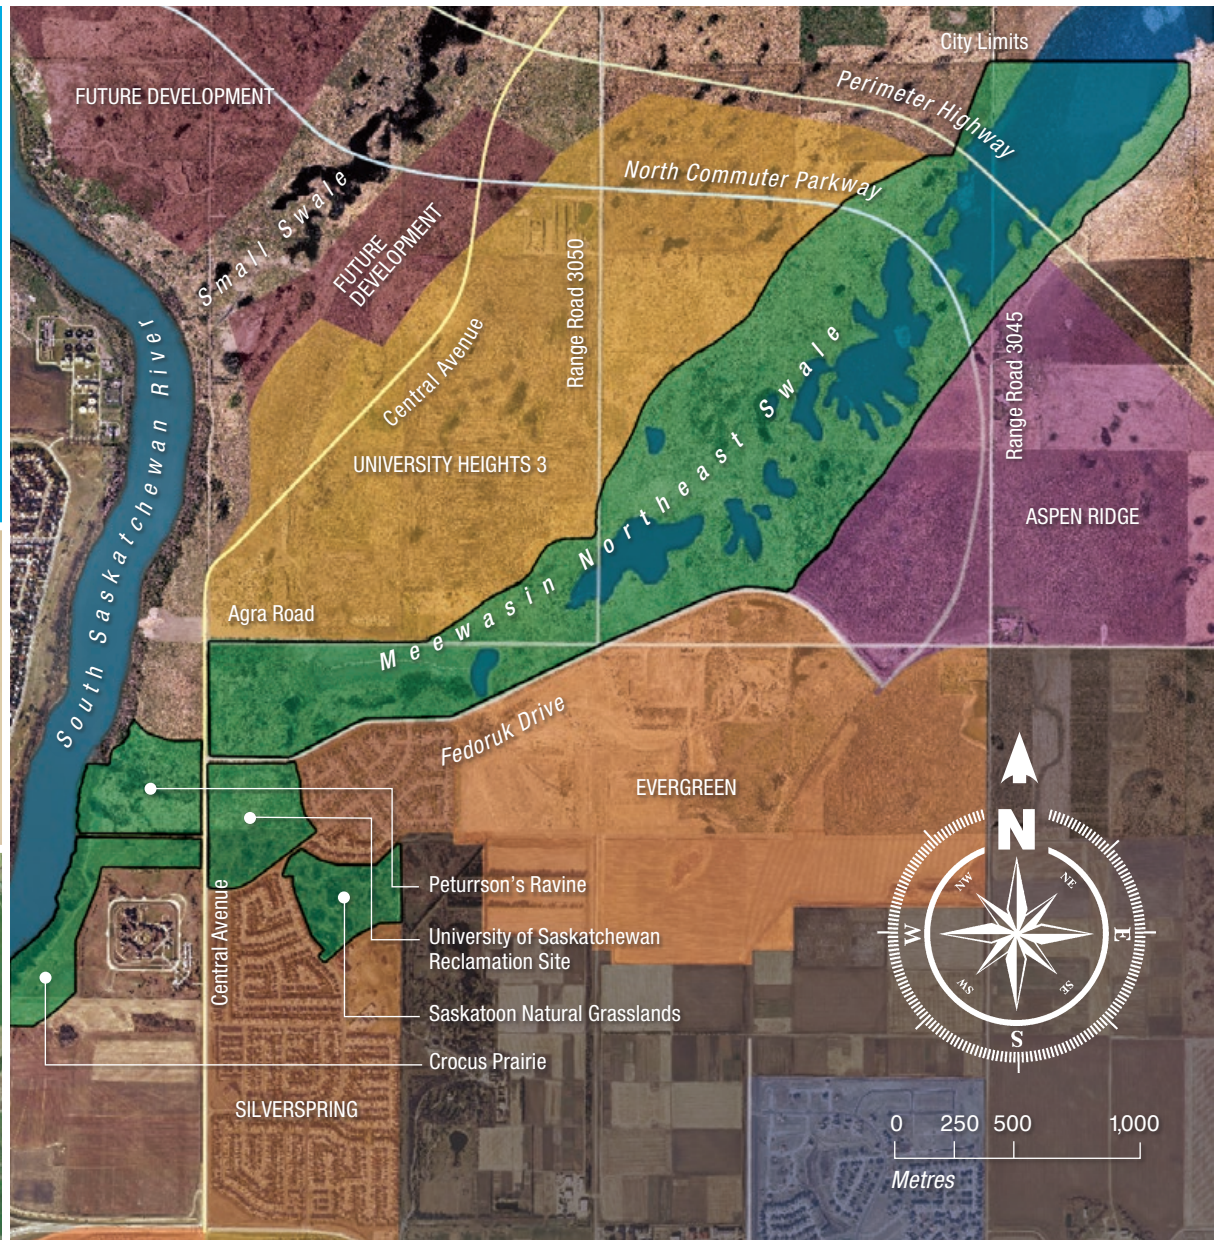 City Limits
FUTURE DEVELOPMENT
Perimeter Highway
North Commuter Parkway
Small Swale
FUTURE
DEVELOPMENT
Range Road 3050
Central Avenue
Range Road 3045
South Saskatchewan River
UNIVERSITY HEIGHTS 3
Meewasin Northeast Swale
ASPEN RIDGE
Agra Road
Fedoruk Drive
EVERGREEN
N
NW
NE
W
E
SW
SE
S
Peturrson's Ravine
University of Saskatchewan
Reclamation Site
Central Avenue
Saskatoon Natural Grasslands
Crocus Prairie
SILVERSPRING
0 250 500 1,000
Metres